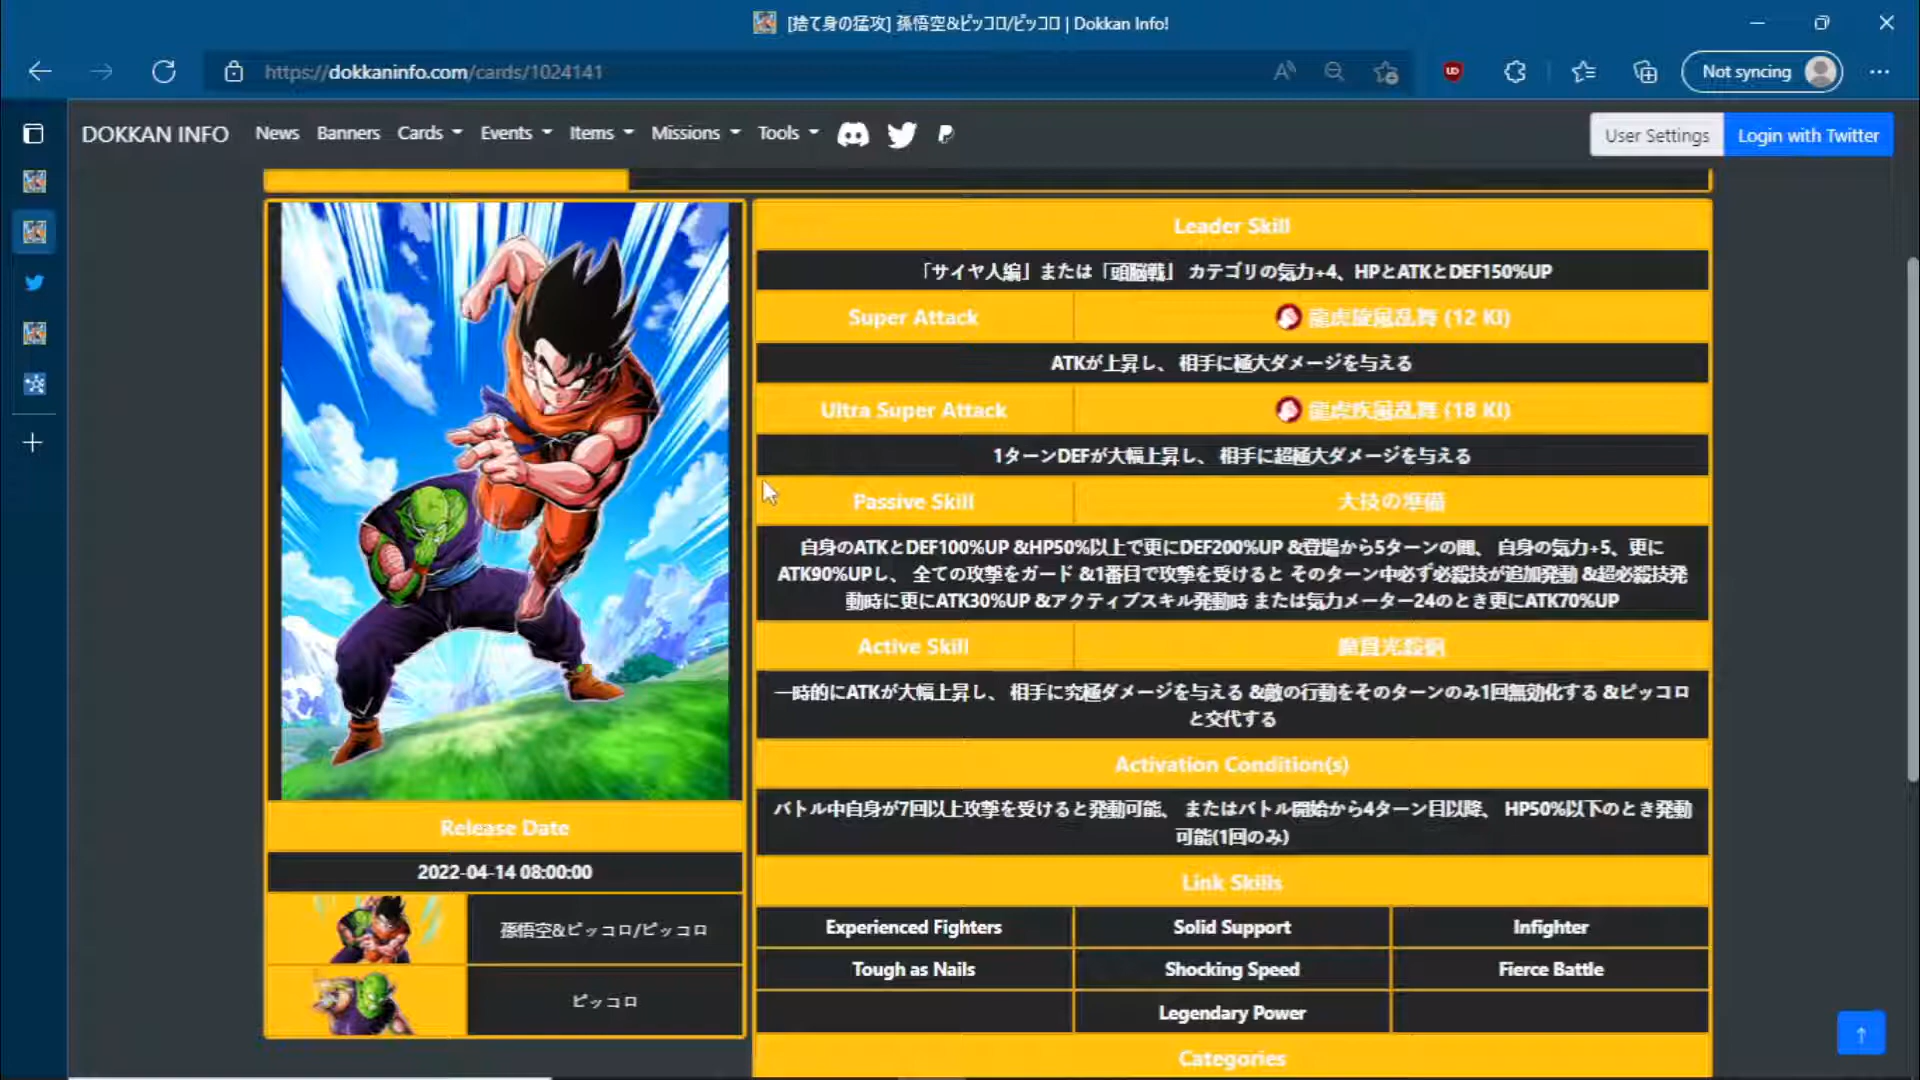 [捨て身の猛攻] 孫悟空&ピッコロ/ピッコロ | Dokkan Info!
https://dokkaninfo.com/cards/1024141
Not syncing
DOKKAN INFO
News
Banners
Cards
Events
Items
Missions
Tools
User Settings
Login with Twitter
Leader Skill
「サイヤ人編」または「頭脳戦」カテゴリの気力+4、HPとATKとDEF150%UP
Super Attack
龍虎旋風乱舞 (12 KI)
ATKが上昇し、相手に極大ダメージを与える
Ultra Super Attack
龍虎疾風乱舞 (18 KI)
1ターンDEFが大幅上昇し、相手に超極大ダメージを与える
Passive Skill
大技の準備
自身のATKとDEF100%UP &HP50%以上で更にDEF200%UP &登場から5ターンの間、自身の気力+5、更に
ATK90%UPし、全ての攻撃をガード &1番目で攻撃を受けると そのターン中必ず必殺技が追加発動 &超必殺技発
動時に更にATK30%UP &アクティブスキル発動時 または気力メーター24のとき更にATK70%UP
Active Skill
魔貫光殺砲
一時的にATKが大幅上昇し、相手に究極ダメージを与える &敵の行動をそのターンのみ1回無効化する &ピッコロ
と交代する
Activation Condition(s)
バトル中自身が7回以上攻撃を受けると発動可能、またはバトル開始から4ターン目以降、HP50%以下のとき発動
可能(1回のみ)
Release Date
2022-04-14 08:00:00
孫悟空&ピッコロ/ピッコロ
ピッコロ
Link Skills
Experienced Fighters
Solid Support
Infighter
Tough as Nails
Shocking Speed
Fierce Battle
Legendary Power
Categories